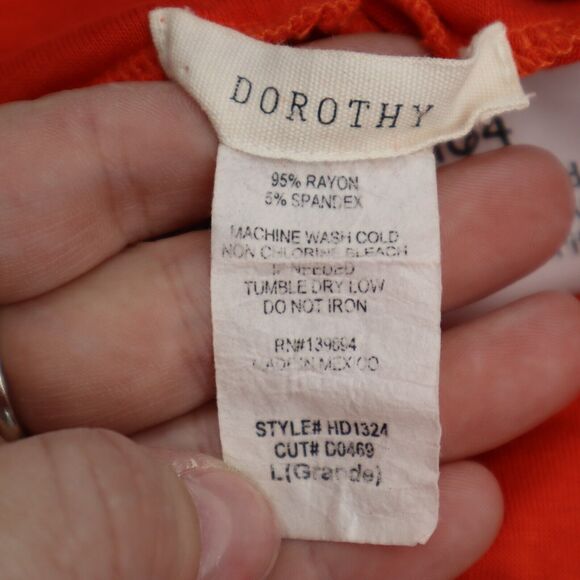 DOROTHY
95% RAYON
5% SPANDEX
MACHINE WASH COLD
NON CHLORINE BLEACH
IF NEEDED
TUMBLE DRY LOW
DO NOT IRON
RN#139694
MADE IN MEXICO
STYLE# HD1324
CUT# D0469
L(Grande)